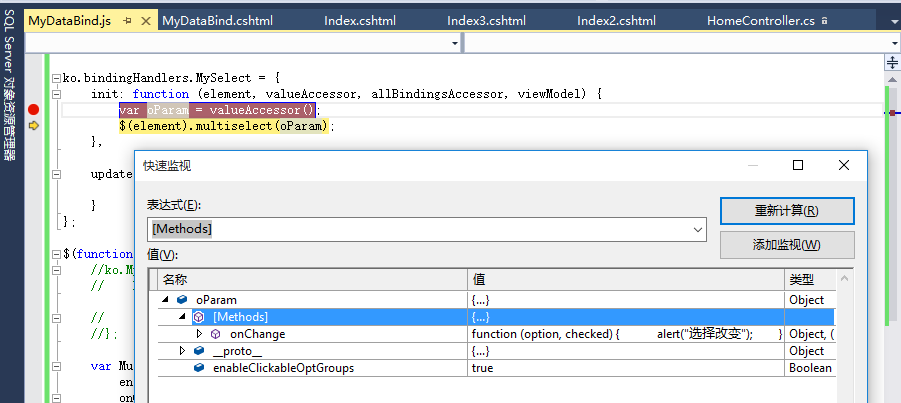 SQL Server 对象资源管理器
MyDataBind.js MyDataBind.cshtml Index.cshtml Index3.cshtml Index2.cshtml HomeController.cs
ko.bindingHandlers.MySelect = {
init: function (element, valueAccessor, allBindingsAccessor, viewModel) {
var oParam = valueAccessor();
$(element).multiselect(oParam);
},
update
}
};
$(function
//ko.My
//
//
//};
var Mu
en
on
快速监视
表达式(E):
[Methods]
重新计算(R)
添加监视(W)
值(V):
名称 值 类型
oParam {...} Object
[Methods] {...}
onChange function (option, checked) { alert("选择改变"); } Object, (
__proto__ {...} Object
enableClickableOptGroups true Boolean